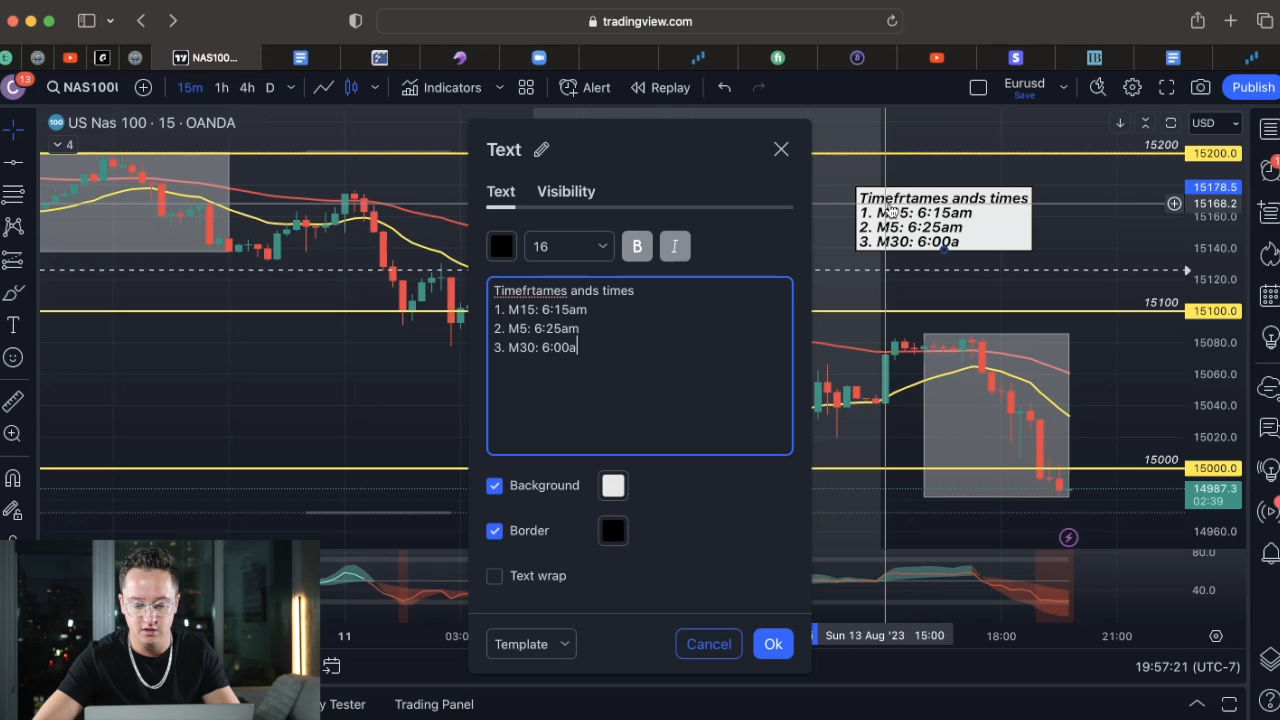 tradingview.com
NAS100...
13
NAS100
15m
1h
4h
D
Indicators
Alert
Replay
Eurusd
Save
Publish
US Nas 100 · 15 · OANDA
4
USD
Text
Text
Visibility
16
B
I
Timefrtames ands times
1. M15: 6:15am
2. M5: 6:25am
3. M30: 6:00a
Background
Border
Text wrap
Template
Cancel
Ok
Timefrtames ands times
1. M15: 6:15am
2. M5: 6:25am
3. M30: 6:00a
15200
15200.0
15178.5
15168.2
15160.0
15140.0
15120.0
15100
15100.0
15080.0
15060.0
15040.0
15020.0
15000
15000.0
14987.3
02:39
14960.0
80.0
40.0
11
03:0
Sun 13 Aug '23 15:00
18:00
21:00
19:57:21 (UTC-7)
y Tester
Trading Panel